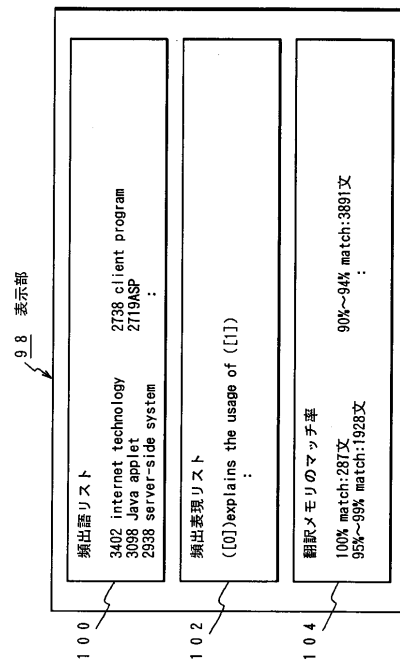 98 表示部
100
頻出語リスト
3402 internet technology 2738 client program
3098 Java applet 2719ASP
2938 server-side system :
102
頻出表現リスト
([0])explains the usage of ([1])
:
104
翻訳メモリのマッチ率
100% match:287文 90%～94% match:3891文
95%～99% match:1928文 :